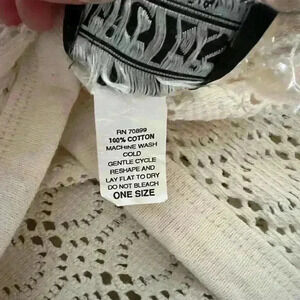 RN 70899
100% COTTON
MACHINE WASH
COLD
GENTLE CYCLE
RESHAPE AND
LAY FLAT TO DRY
DO NOT BLEACH
ONE SIZE